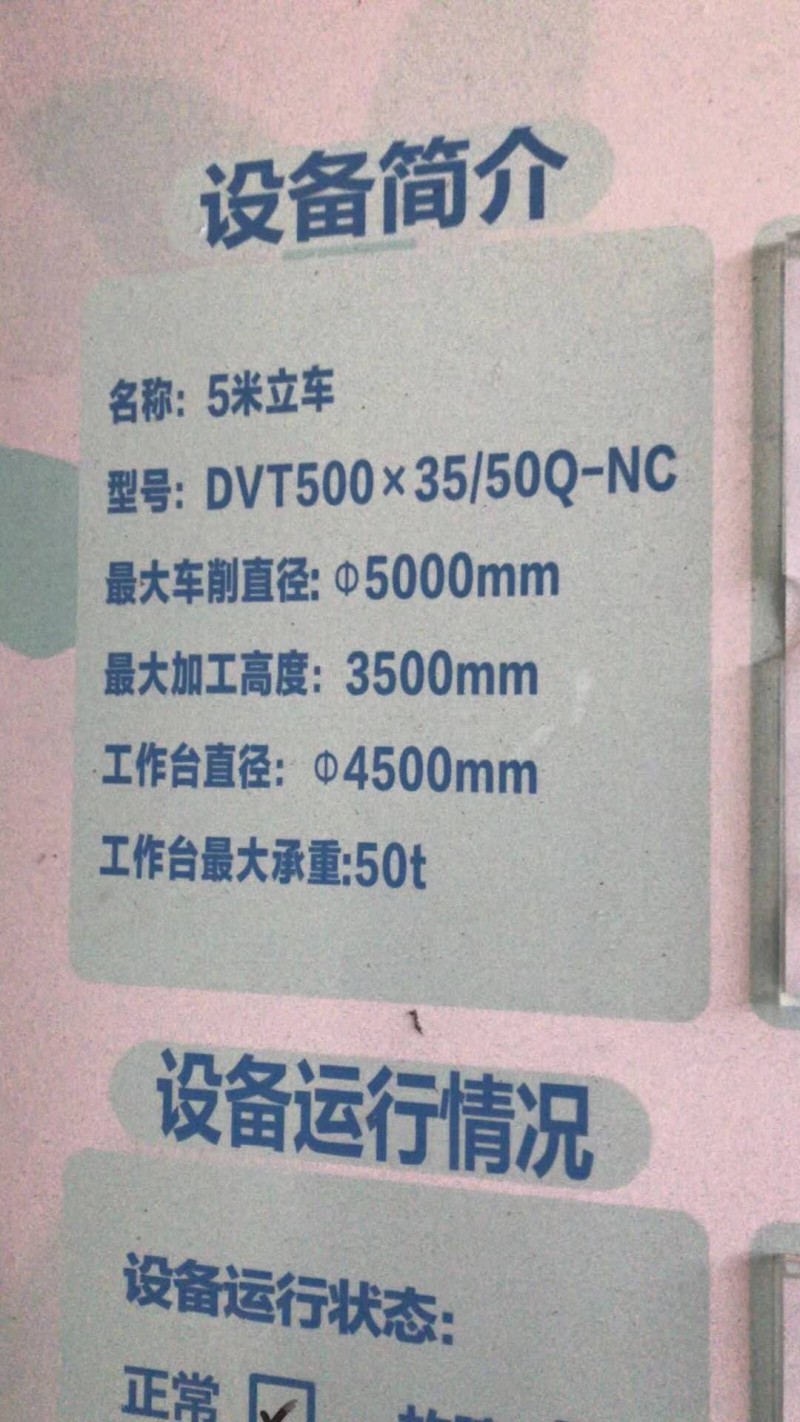 设备简介
名称：5米立车
型号：DVT500×35/50Q-NC
最大车削直径：Φ5000mm
最大加工高度：3500mm
工作台直径：Φ4500mm
工作台最大承重:50t
设备运行情况
设备运行状态：
正常 ☑